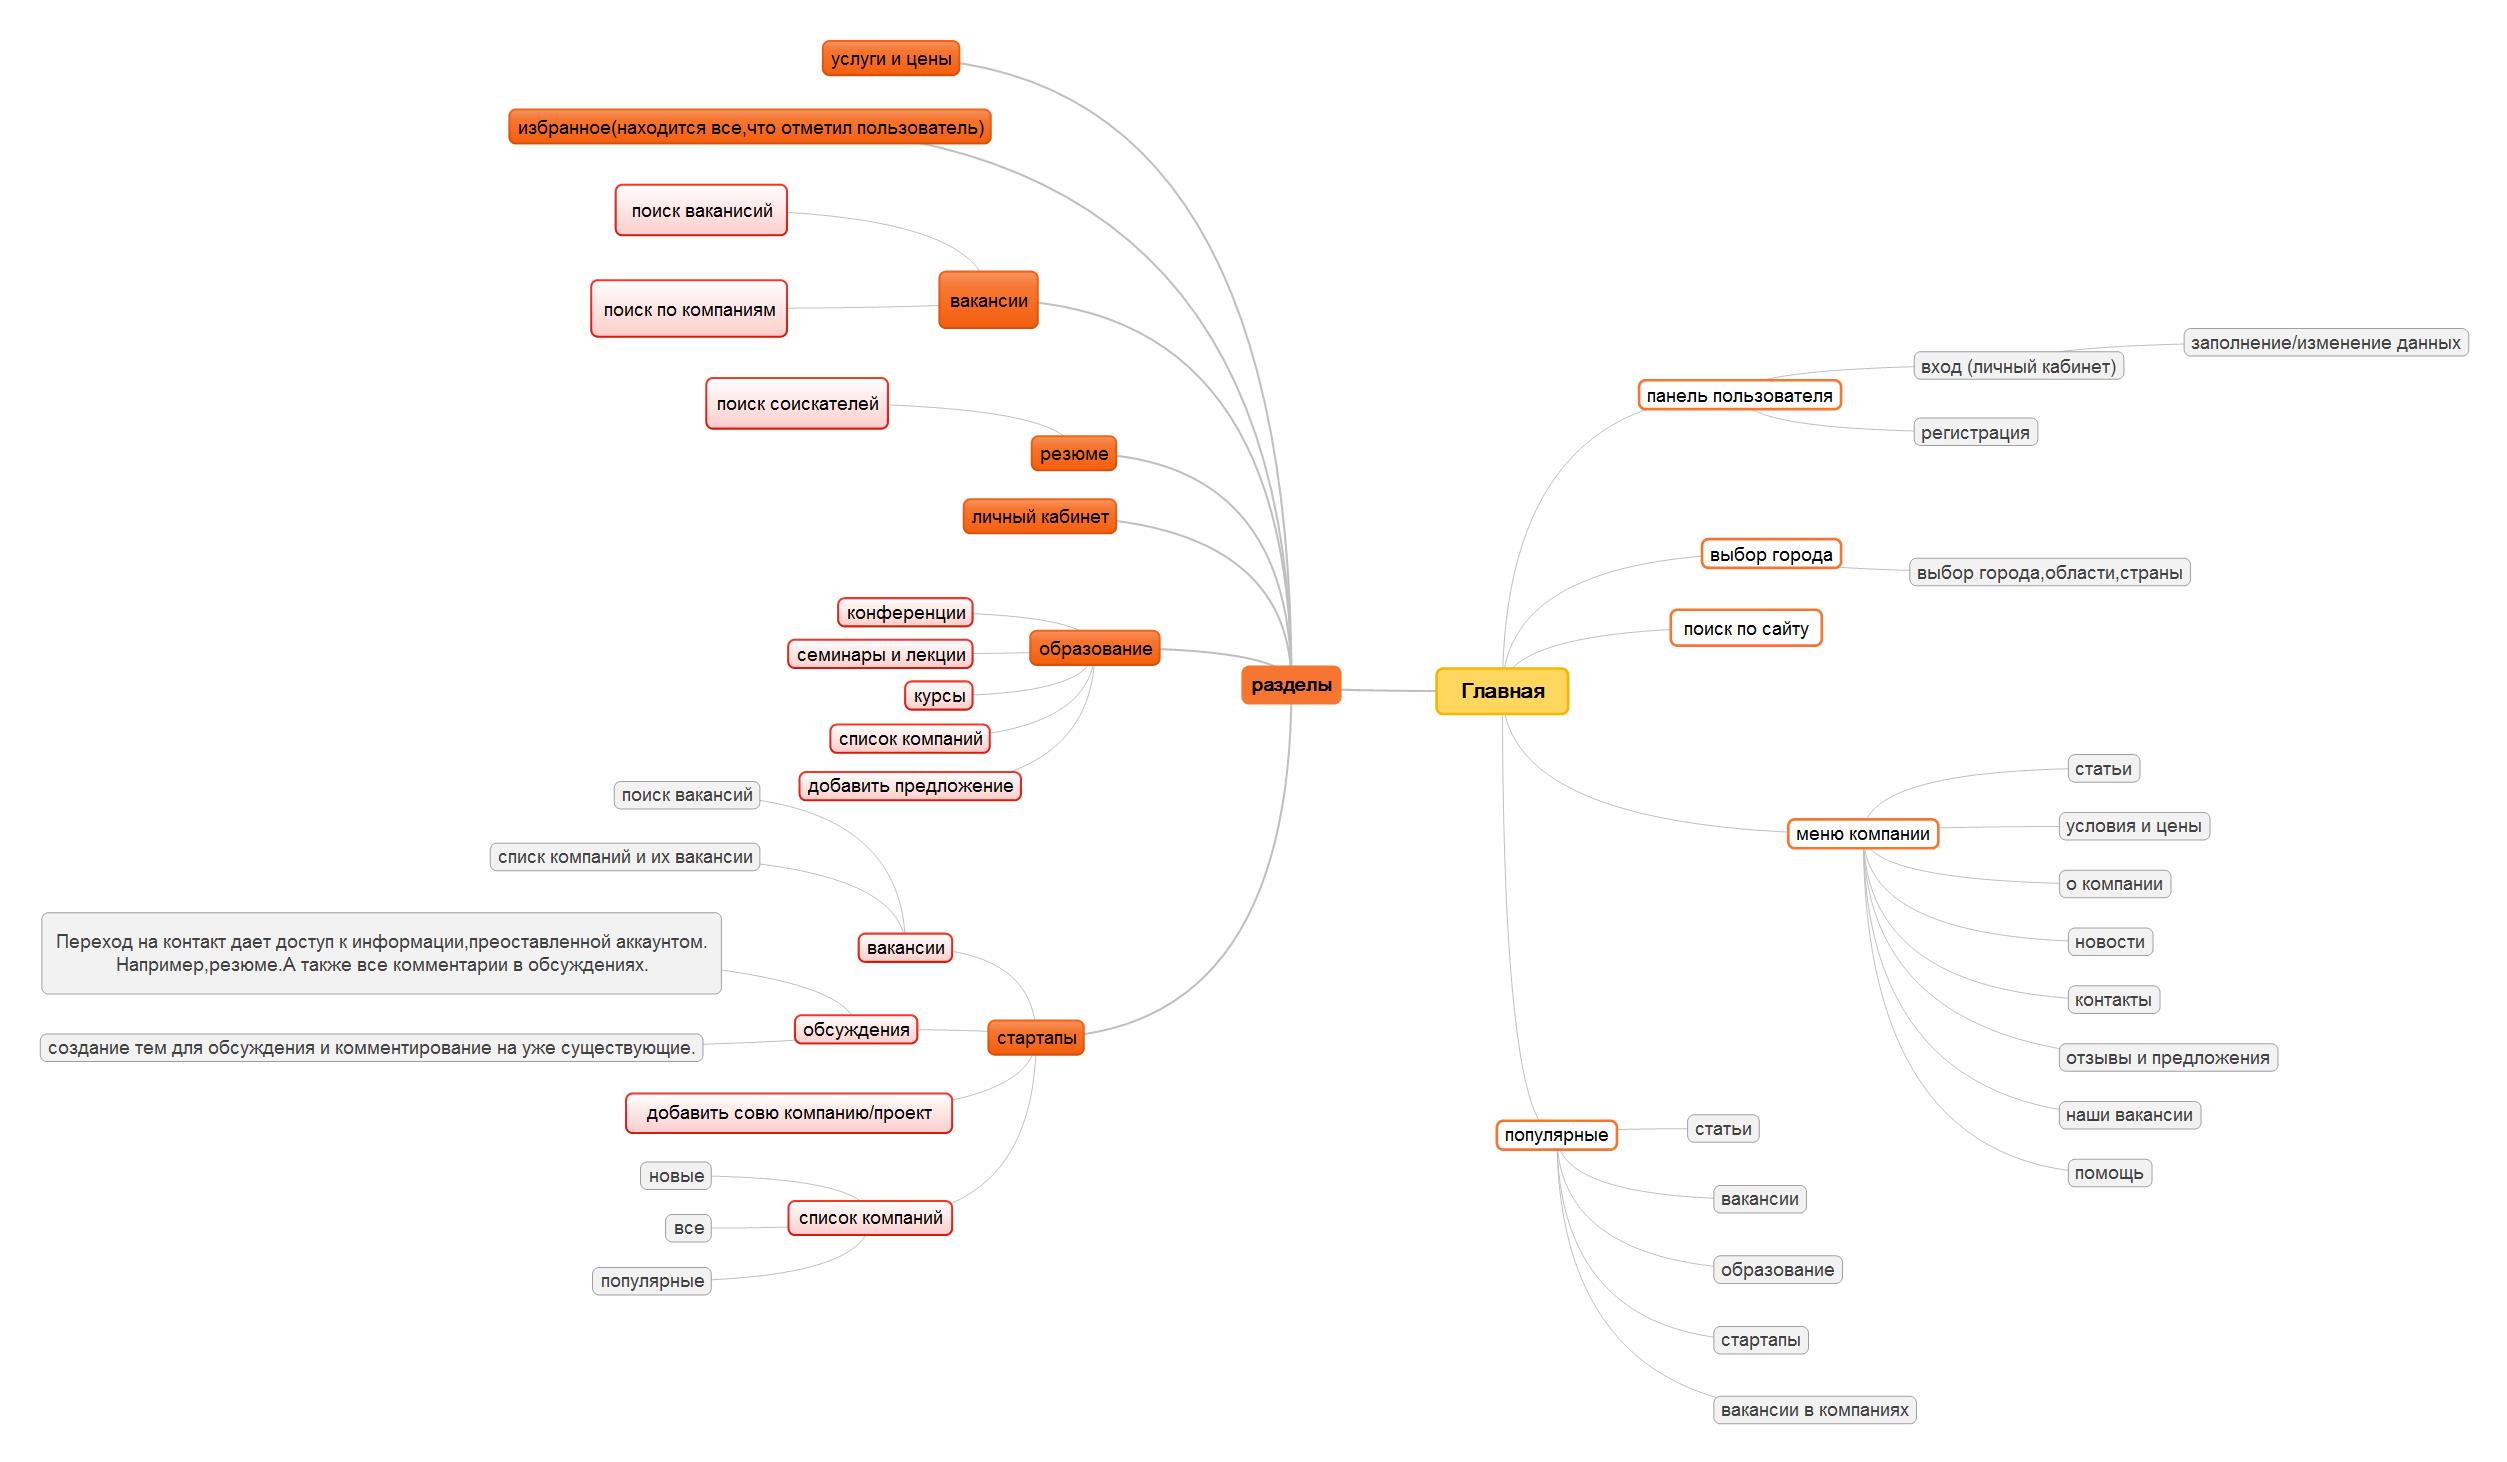 услуги и цены
избранное(находится все,что отметил пользователь)
поиск ваканисий
поиск по компаниям
вакансии
поиск соискателей
резюме
личный кабинет
конференции
семинары и лекции
курсы
список компаний
добавить предложение
образование
разделы
Главная
поиск вакансий
списк компаний и их вакансии
вакансии
Переход на контакт дает доступ к информации,преоставленной аккаунтом.
Например,резюме.А также все комментарии в обсуждениях.
обсуждения
создание тем для обсуждения и комментирование на уже существующие.
стартапы
добавить совю компанию/проект
новые
все
популярные
список компаний
панель пользователя
вход (личный кабинет)
заполнение/изменение данных
регистрация
выбор города
выбор города,области,страны
поиск по сайту
меню компании
статьи
условия и цены
о компании
новости
контакты
отзывы и предложения
наши вакансии
помощь
популярные
статьи
вакансии
образование
стартапы
вакансии в компаниях